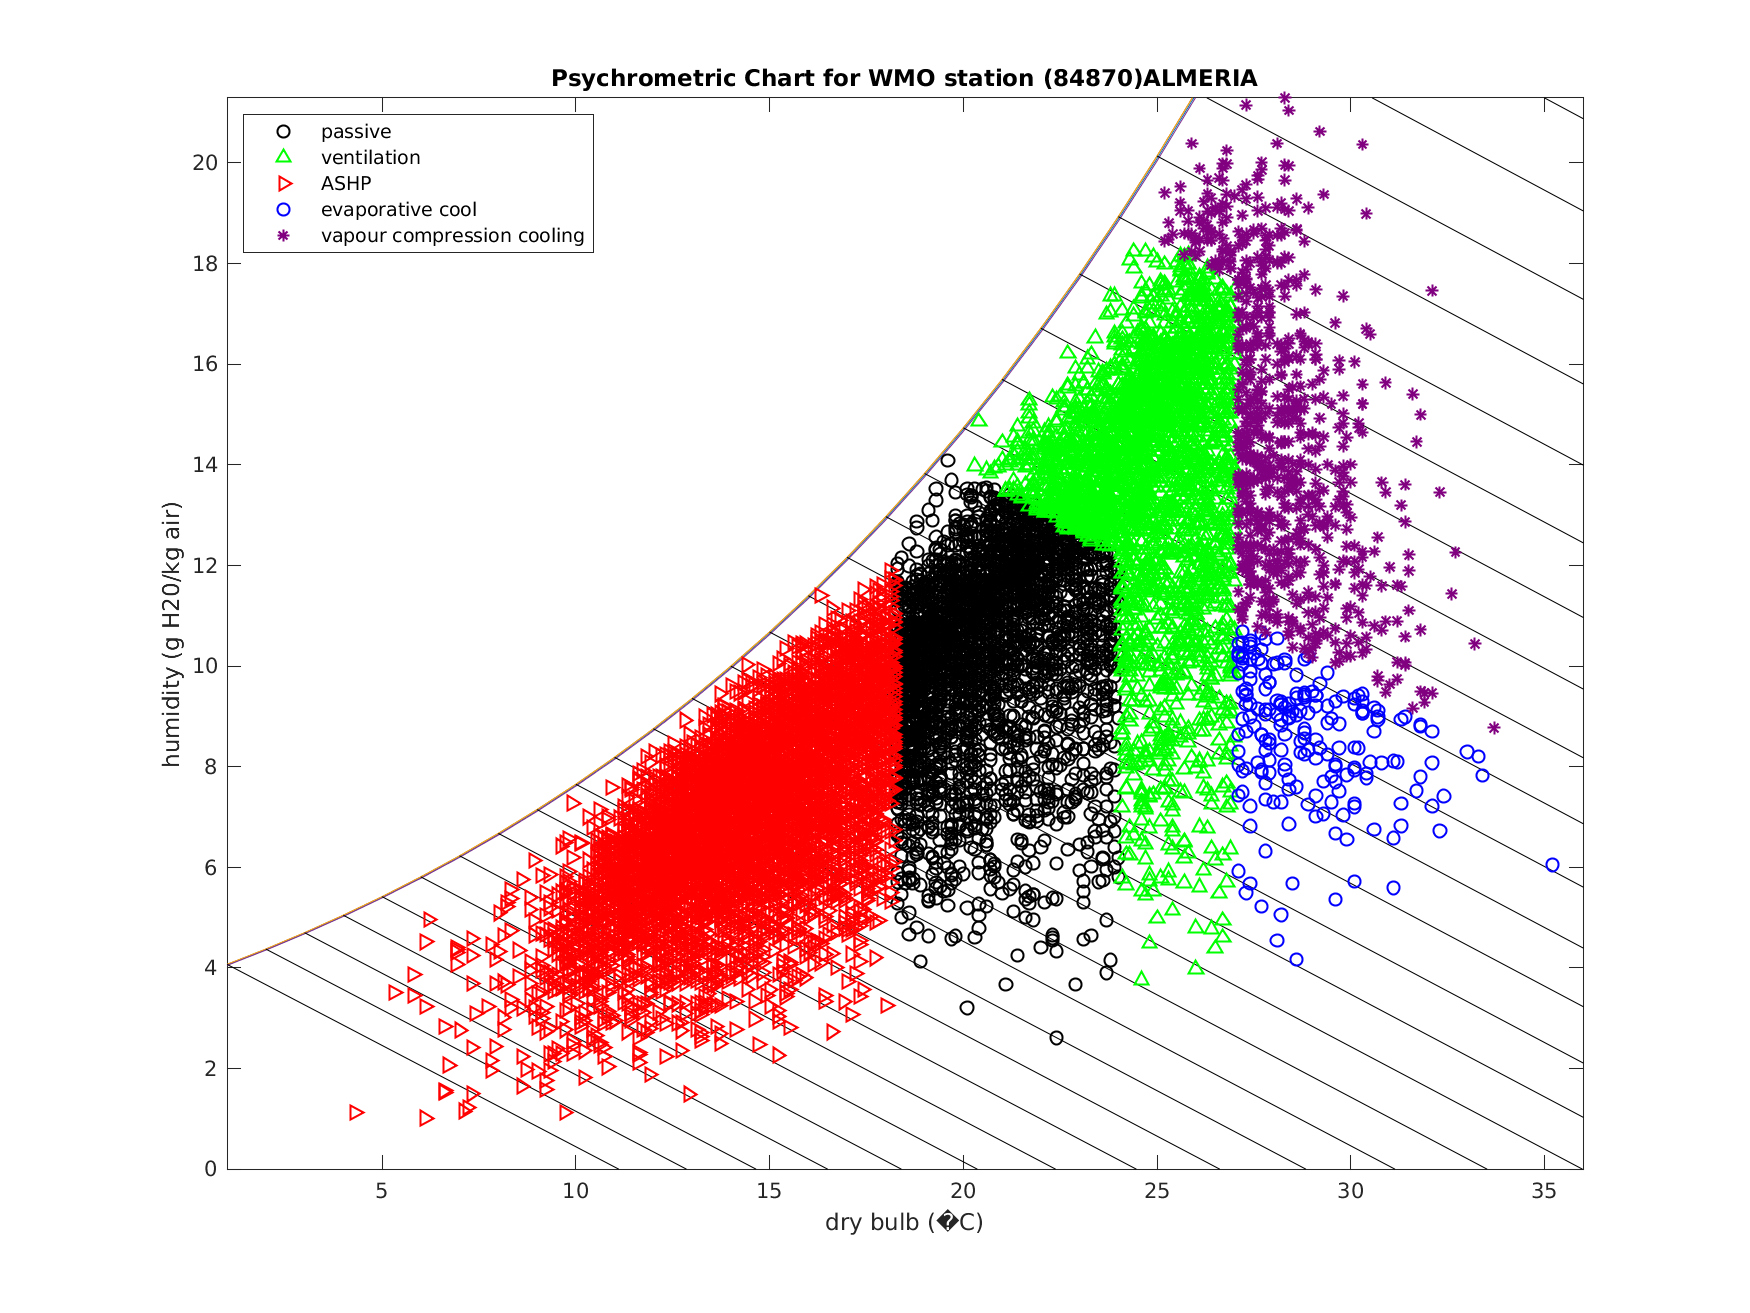 Psychrometric Chart for WMO station (84870)ALMERIA
passive
ventilation
ASHP
evaporative cool
vapour compression cooling
humidity (g H20/kg air)
20
18
16
14
12
10
8
6
4
2
0
5 10 15 20 25 30 35
dry bulb (�C)